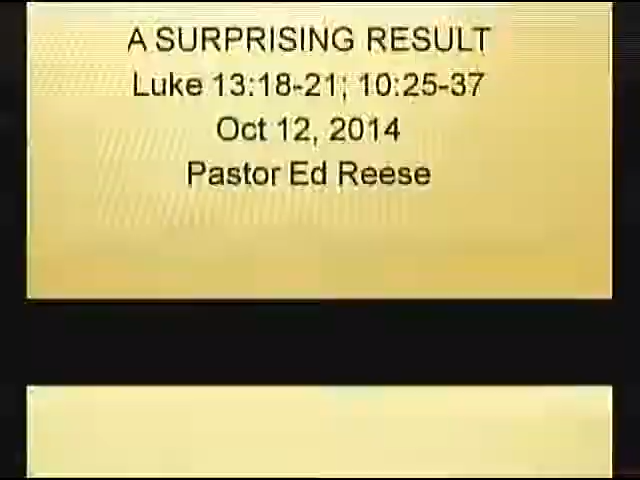 A SURPRISING RESULT
Luke 13:18-21; 10:25-37
Oct 12, 2014
Pastor Ed Reese